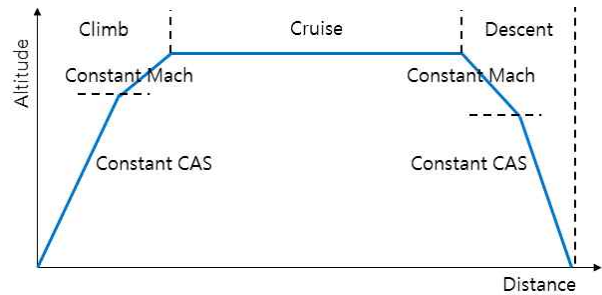 Climb
Cruise
Descent
Altitude
Constant Mach
Constant Mach
Constant CAS
Constant CAS
Distance